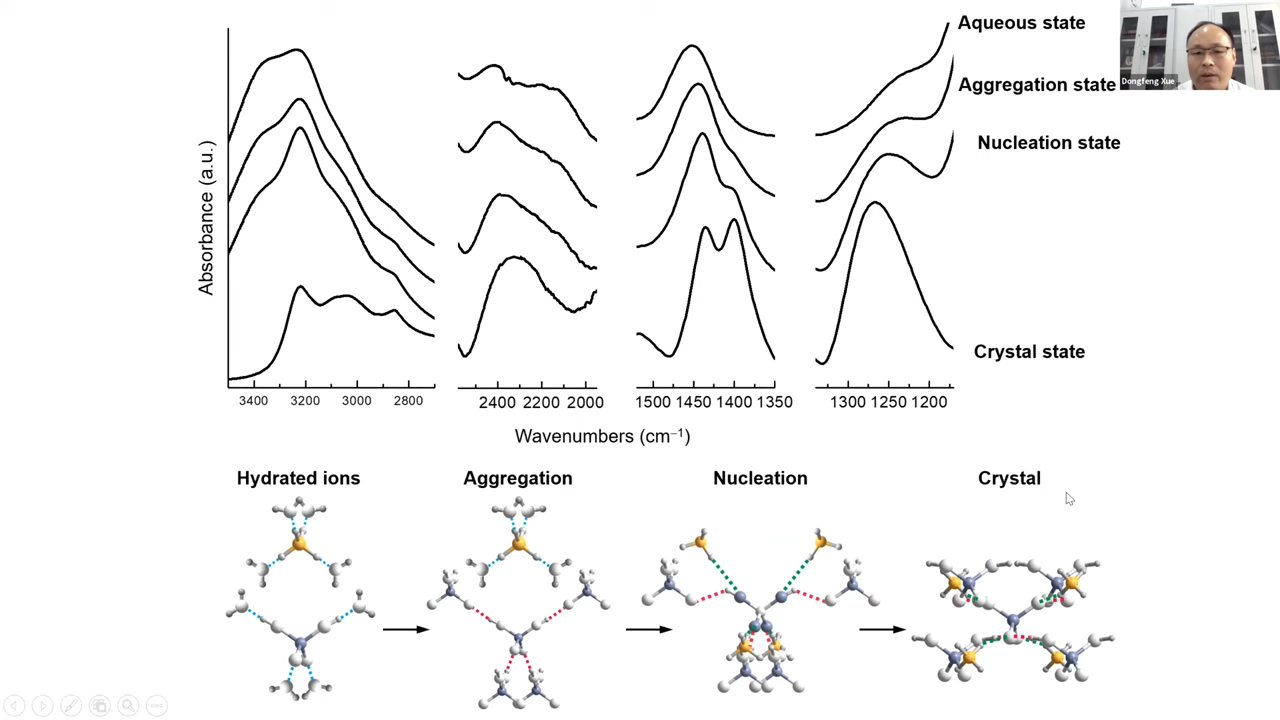 Aqueous state
Dongfeng Xue
Aggregation state
Nucleation state
Crystal state
Absorbance (a.u.)
3400 3200 3000 2800 2400 2200 2000 1500 1450 1400 1350 1300 1250 1200
Wavenumbers (cm⁻¹)
Hydrated ions Aggregation Nucleation Crystal